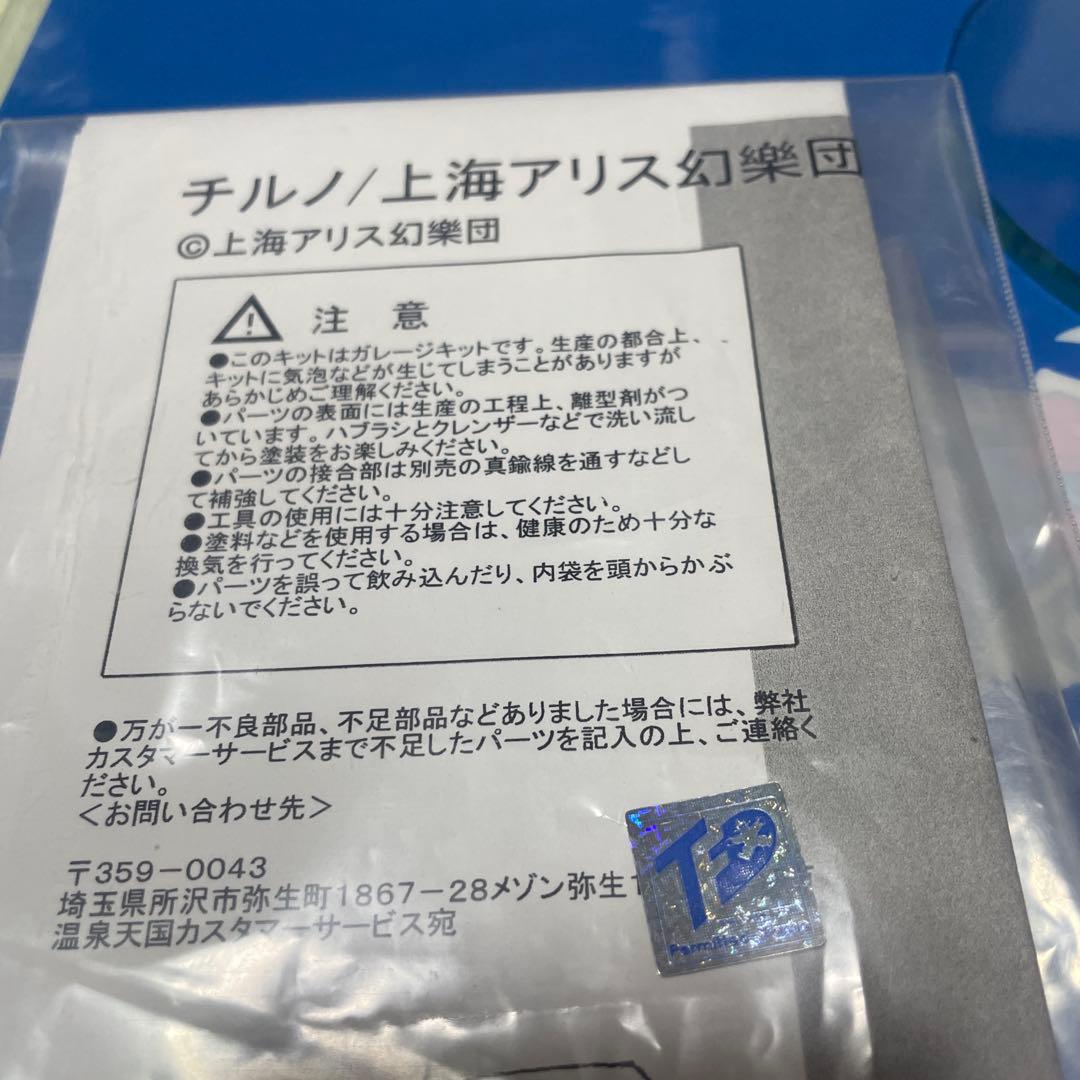 チルノ/上海アリス幻樂団
©上海アリス幻樂団
注 意
●このキットはガレージキットです。生産の都合上、
キットに気泡などが生じてしまうことがありますが
あらかじめご理解ください。
●パーツの表面には生産の工程上、離型剤がつ
いています。ハブラシとクレンザーなどで洗い流し
てから塗装をお楽しみください。
●パーツの接合部は別売の真鍮線を通すなどし
て補強してください。
●工具の使用には十分注意してください。
●塗料などを使用する場合は、健康のため十分な
換気を行ってください。
●パーツを誤って飲み込んだり、内袋を頭からかぶ
らないでください。
●万が一不良部品、不足部品などありました場合には、弊社
カスタマーサービスまで不足したパーツを記入の上、ご連絡く
ださい。
<お問い合わせ先>
〒359-0043
埼玉県所沢市弥生町1867-28メゾン弥生1
温泉天国カスタマーサービス宛